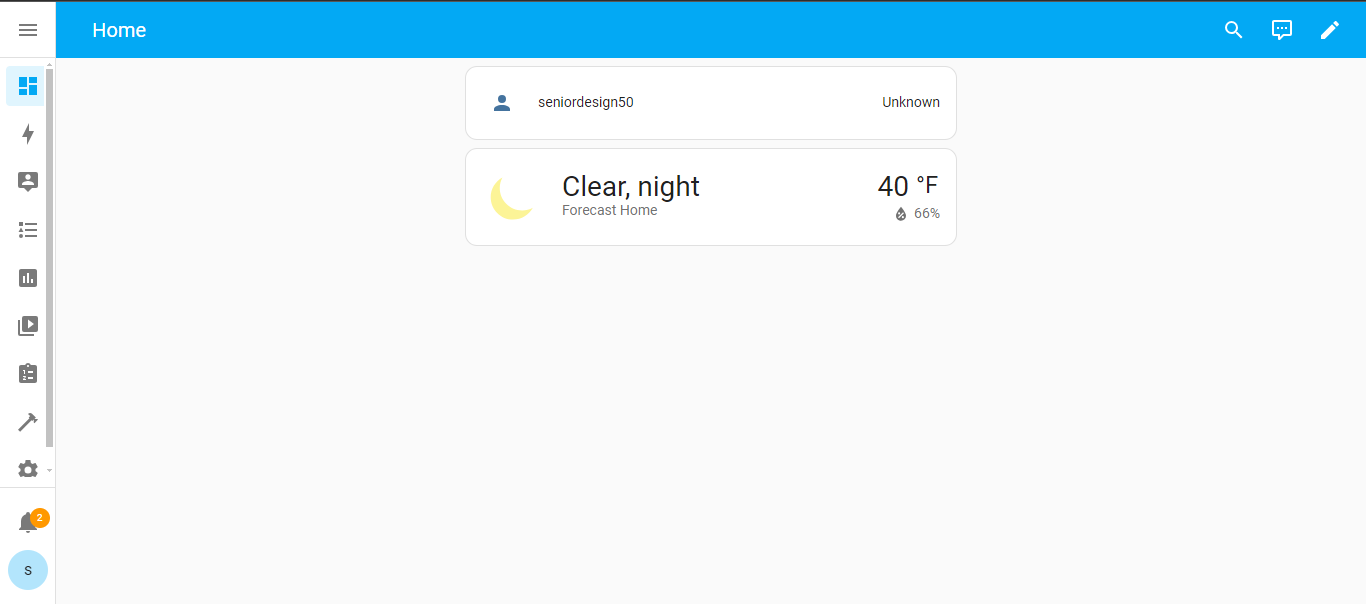 Home
seniordesign50
Unknown
Clear, night
Forecast Home
40 °F
66%
2
s